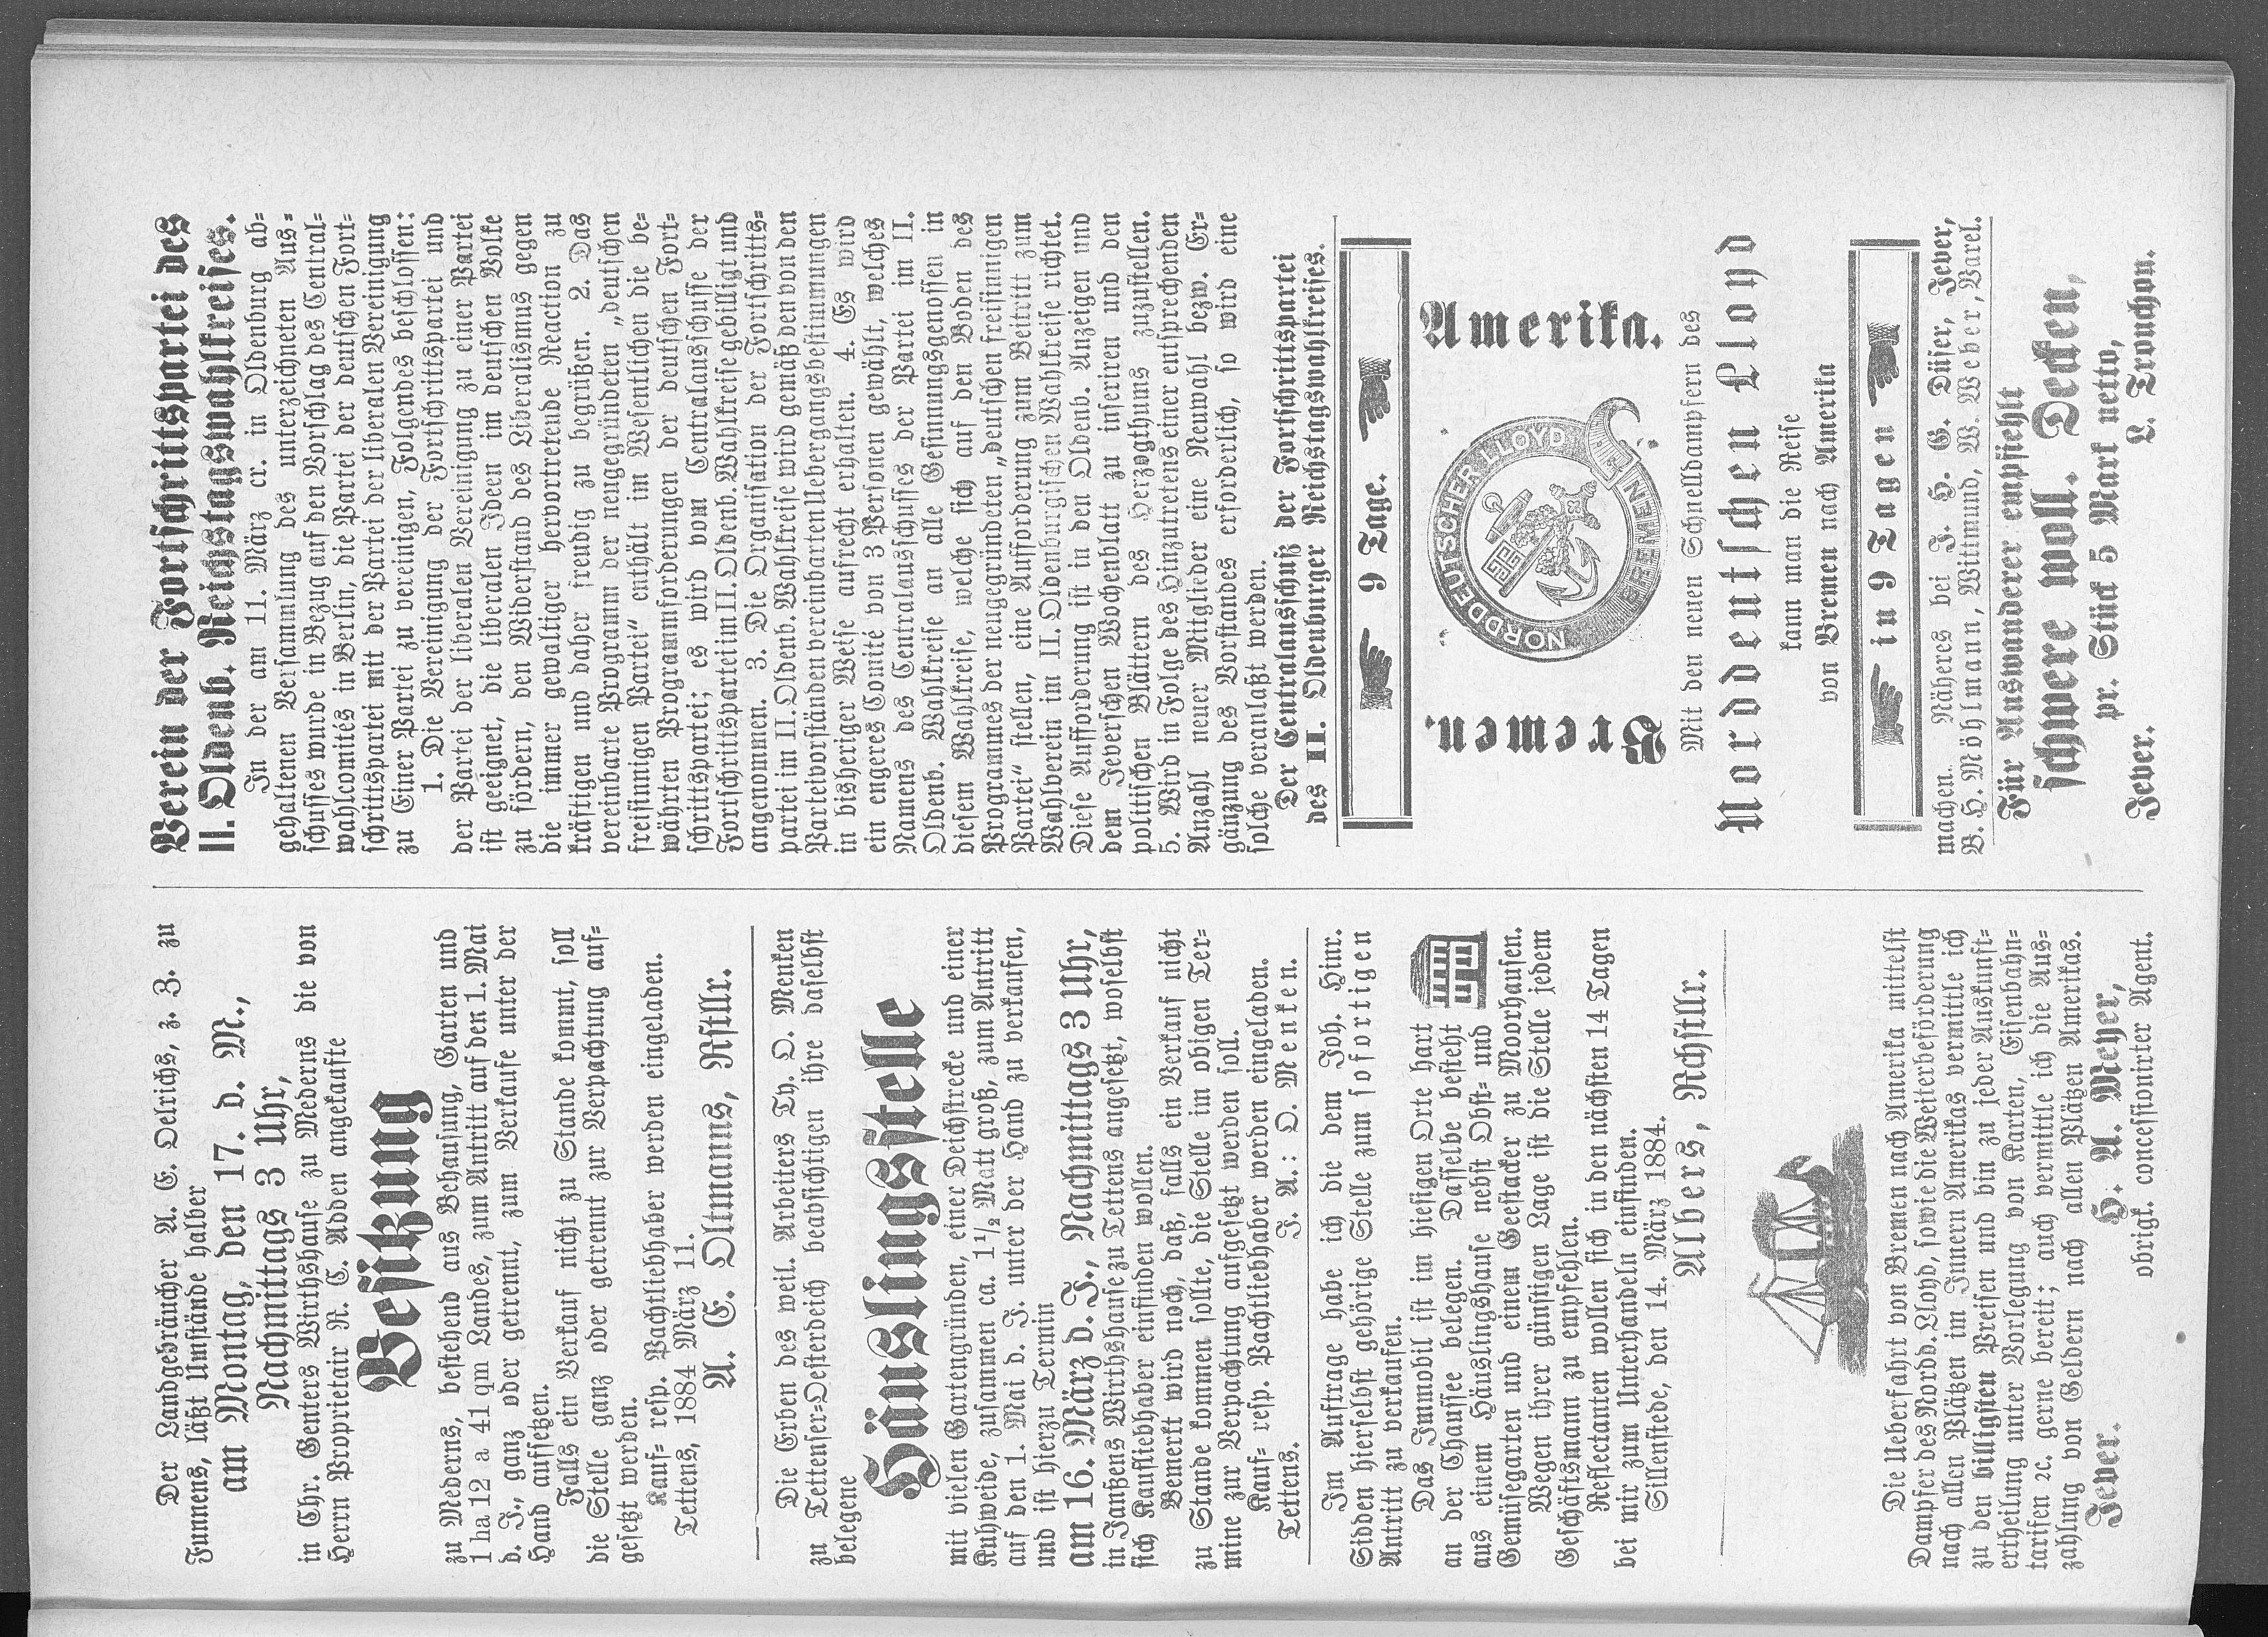 Der Landgebräucher A. E. Oelrichs, z. Z. zu
Funnens, läßt Umstände halber
am Montag, den 17. d. M.,
Nachmittags 3 Uhr,
in Chr. Genters Wirthshause zu Mederns die von
Herrn Proprietair R. C. Adden angekaufte
Besitzung
zu Mederns, bestehend aus Behausung, Garten und
1 ha 12 a 41 qm Landes, zum Antritt auf den 1. Mai
d. J., ganz oder getrennt, zum Verkaufe unter der
Hand aufsetzen.
Falls ein Verkauf nicht zu Stande kommt, soll
die Stelle ganz oder getrennt zur Verpachtung auf-
gesetzt werden.
Kauf- resp. Pachtliebhaber werden eingeladen.
Tettens, 1884 März 11.
A. E. Oltmanns, Rstllr.
Die Erben des weil. Arbeiters Th. O. Menken
zu Tettenser-Oesterdeich beabsichtigen ihre daselbst
belegene
Häuslingsstelle
mit vielen Gartengründen, einer Deichstrecke und einer
Kuhweide, zusammen ca. 1 1/2 Matt groß, zum Antritt
auf den 1. Mai d. J. unter der Hand zu verkaufen,
und ist hierzu Termin
am 16. März d. J., Nachmittags 3 Uhr,
in Janßens Wirthshause zu Tettens angesetzt, woselbst
sich Kaufliebhaber einfinden wollen.
Bemerkt wird noch, daß, falls ein Verkauf nicht
zu Stande kommen sollte, die Stelle im obigen Ter-
mine zur Verpachtung aufgesetzt werden soll.
Kauf- resp. Pachtliebhaber werden eingeladen.
Tettens. J. A.: O. Menken.
Im Auftrage habe ich die dem Joh. Hinr.
Sidden hierselbst gehörige Stelle zum sofortigen
Antritt zu verkaufen.
Das Immobil ist im hiesigen Orte hart
an der Chaussee belegen. Dasselbe besteht
aus einem Häuslingshause nebst Obst- und
Gemüsegarten und einem Geestacker zu Moorhausen.
Wegen ihrer günstigen Lage ist die Stelle jedem
Geschäftsmann zu empfehlen.
Reflectanten wollen sich in den nächsten 14 Tagen
bei mir zum Unterhandeln einfinden.
Sillenstede, den 14. März 1884.
Albers, Rchstllr.
Die Ueberfahrt von Bremen nach Amerika mittelst
Dampfer des Nordd. Lloyd, sowie die Weiterbeförderung
nach allen Plätzen im Innern Amerikas vermittle ich
zu den billigsten Preisen und bin zu jeder Auskunft-
ertheilung unter Vorlegung von Karten, Eisenbahn-
tarifen ꝛc. gerne bereit; auch vermittle ich die Aus-
zahlung von Geldern nach allen Plätzen Amerikas.
Jever. H. A. Meyer,
obrigk. concessionirter Agent.
Verein der Fortschrittspartei des
II. Oldenb. Reichstagswahlkreises.
In der am 11. März cr. in Oldenburg ab-
gehaltenen Versammlung des unterzeichneten Aus-
schusses wurde in Bezug auf den Vorschlag des Central-
wahlcomités in Berlin, die Partei der deutschen Fort-
schrittspartei mit der Partei der liberalen Vereinigung
zu Einer Partei zu vereinigen, Folgendes beschlossen:
1. Die Vereinigung der Fortschrittspartei und
der Partei der liberalen Vereinigung zu einer Partei
ist geeignet, die liberalen Ideen im deutschen Volke
zu fördern, den Widerstand des Liberalismus gegen
die immer gewaltiger hervortretende Reaction zu
kräftigen und daher freudig zu begrüßen. 2. Das
vereinbarte Programm der neugegründeten „deutschen
freisinnigen Partei“ enthält im Wesentlichen die be-
währten Programmforderungen der deutschen Fort-
schrittspartei; es wird vom Centralausschusse der
Fortschrittspartei im II. Oldenb. Wahlkreise gebilligt und
angenommen. 3. Die Organisation der Fortschritts-
partei im II. Oldenb. Wahlkreise wird gemäß den von den
Parteivorständen vereinbarten Uebergangsbestimmungen
in bisheriger Weise aufrecht erhalten. 4. Es wird
ein engeres Comité von 3 Personen gewählt, welches
Namens des Centralausschusses der Partei im II.
Oldenb. Wahlkreise an alle Gesinnungsgenossen in
diesem Wahlkreise, welche sich auf den Boden des
Programmes der neugegründeten „deutschen freisinnigen
Partei“ stellen, eine Aufforderung zum Beitritt zum
Wahlverein im II. Oldenburgischen Wahlkreise richtet.
Diese Aufforderung ist in den Oldenb. Anzeigen und
dem Jeverschen Wochenblatt zu inseriren und den
politischen Blättern des Herzogthums zuzustellen.
5. Wird in Folge des Hinzutretens einer entsprechenden
Anzahl neuer Mitglieder eine Neuwahl bezw. Er-
gänzung des Vorstandes erforderlich, so wird eine
solche veranlaßt werden.
Der Centralausschuß der Fortschrittspartei
des II. Oldenburger Reichstagswahlkreises.
9 Tage.
Bremen. Amerika.
NORDDEUTSCHER LLOYD
BREMEN
Mit den neuen Schnelldampfern des
Norddeutschen Lloyd
kann man die Reise
von Bremen nach Amerika
in 9 Tagen
machen. Näheres bei J. H. G. Düser, Jever,
B. H. Möhlmann, Wittmund, W. Weber, Varel.
Für Auswanderer empfiehlt
schwere woll. Decken,
pr. Stück 5 Mark netto,
Jever. L. Tronchon.